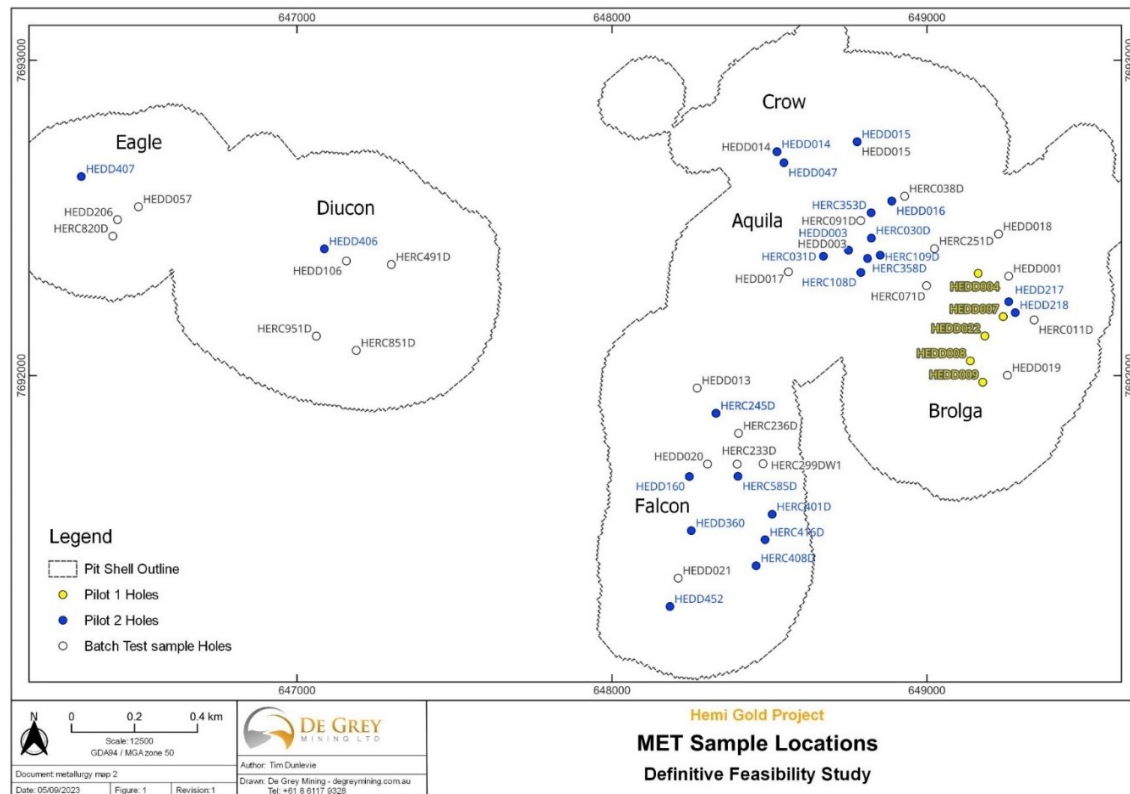 647000
648000
649000
7693000
7693000
Crow
Eagle
HEDD407
HEDD014
HEDD014
HEDD015
HEDD015
HEDD047
HEDD057
HEDD206
HERC820D
Diucon
HEDD406
HEDD106
HERC491D
HERC951D
HERC851D
HERC038D
HERC353D
HEDD016
Aquila
HERC091D
HEDD003
HERC030D
HEDD003
HERC031D
HERC109D
HERC358D
HEDD017
HERC108D
HEDD018
HERC251D
HEDD001
HEDD004
HERC071D
HEDD217
HEDD007
HEDD218
HEDD022
HERC011D
HEDD008
HEDD009
HEDD019
Brolga
7692000
7692000
HEDD013
HERC245D
HERC236D
HEDD020
HERC233D
HERC299DW1
HEDD160
HERC585D
Falcon
HERC401D
HEDD360
HERC416D
HERC408D
HEDD021
HEDD452
Legend
Pit Shell Outline
Pilot 1 Holes
Pilot 2 Holes
Batch Test sample Holes
647000
648000
649000
N
0 0.2 0.4 km
Scale: 12500
GDA94 / MGA zone 50
Document: metallurgy map 2
Date: 05/09/2023 Figure: 1 Revision:1
DE GREY
MINING LTD
Author: Tim Dunlevie
Drawn: De Grey Mining - degreymining.com.au
Tel: +61 8 6117 9328
Hemi Gold Project
MET Sample Locations
Definitive Feasibility Study